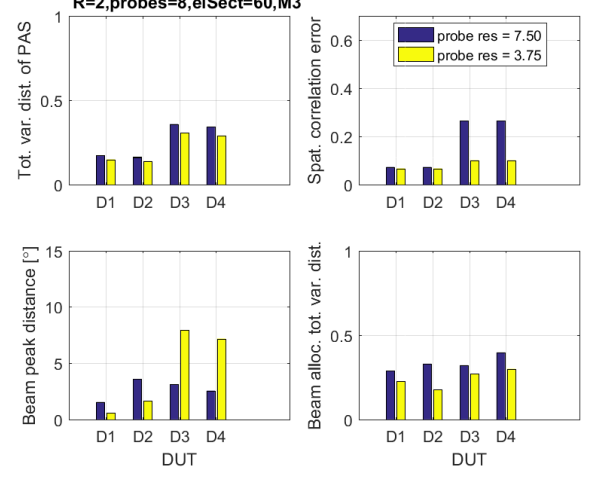 R=2,probes=8,elSect=60,M3
Tot. var. dist. of PAS
1
0.5
0
D1 D2 D3 D4
Spat. correlation error
0.6
0.4
0.2
0
probe res = 7.50
probe res = 3.75
D1 D2 D3 D4
Beam peak distance [°]
15
10
5
0
D1 D2 D3 D4
DUT
Beam alloc. tot. var. dist.
1
0.5
0
D1 D2 D3 D4
DUT